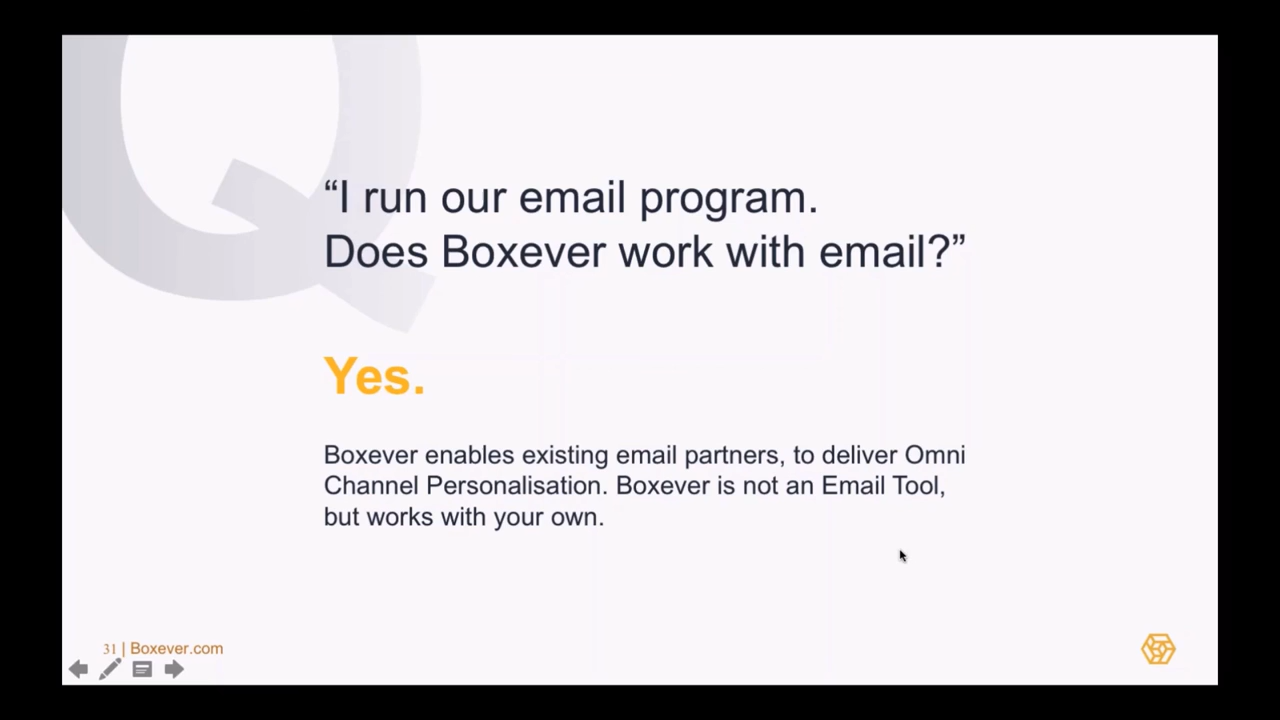 Q
“I run our email program.
Does Boxever work with email?”
Yes.
Boxever enables existing email partners, to deliver Omni
Channel Personalisation. Boxever is not an Email Tool,
but works with your own.
31 | Boxever.com